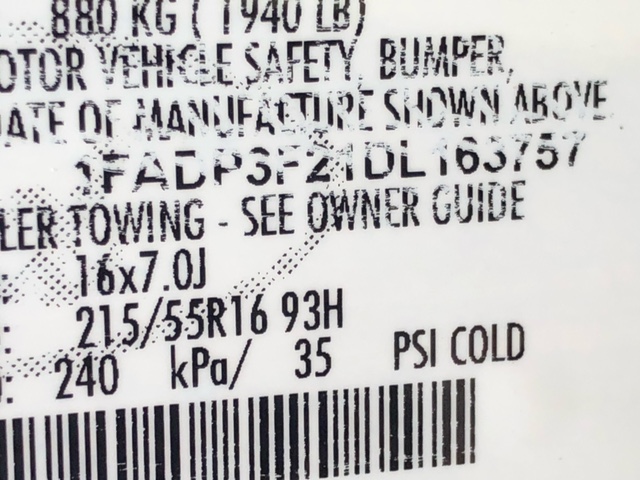 880 KG ( 1940 LB)
OTOR VEHICLE SAFETY, BUMPER,
DATE OF MANUFACTURE SHOWN ABOVE.
1FADP3F21DL163757
LER TOWING - SEE OWNER GUIDE
: 16x7.0J
: 215/55R16 93H
: 240 kPa/ 35 PSI COLD